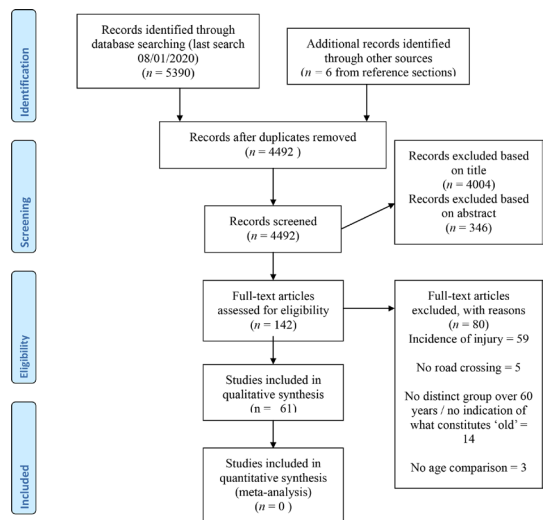 Identification
Records identified through
database searching (last search
08/01/2020)
(n = 5390)
Additional records identified
through other sources
(n = 6 from reference sections)
Records after duplicates removed
(n = 4492 )
Screening
Records screened
(n = 4492)
Records excluded based
on title
(n = 4004)
Records excluded based
on abstract
(n = 346)
Eligibility
Full-text articles
assessed for eligibility
(n = 142)
Full-text articles
excluded, with reasons
(n = 80)
Incidence of injury = 59
No road crossing = 5
No distinct group over 60
years / no indication of
what constitutes ‘old’ =
14
No age comparison = 3
Studies included in
qualitative synthesis
(n = 61)
Included
Studies included in
quantitative synthesis
(meta-analysis)
(n = 0 )